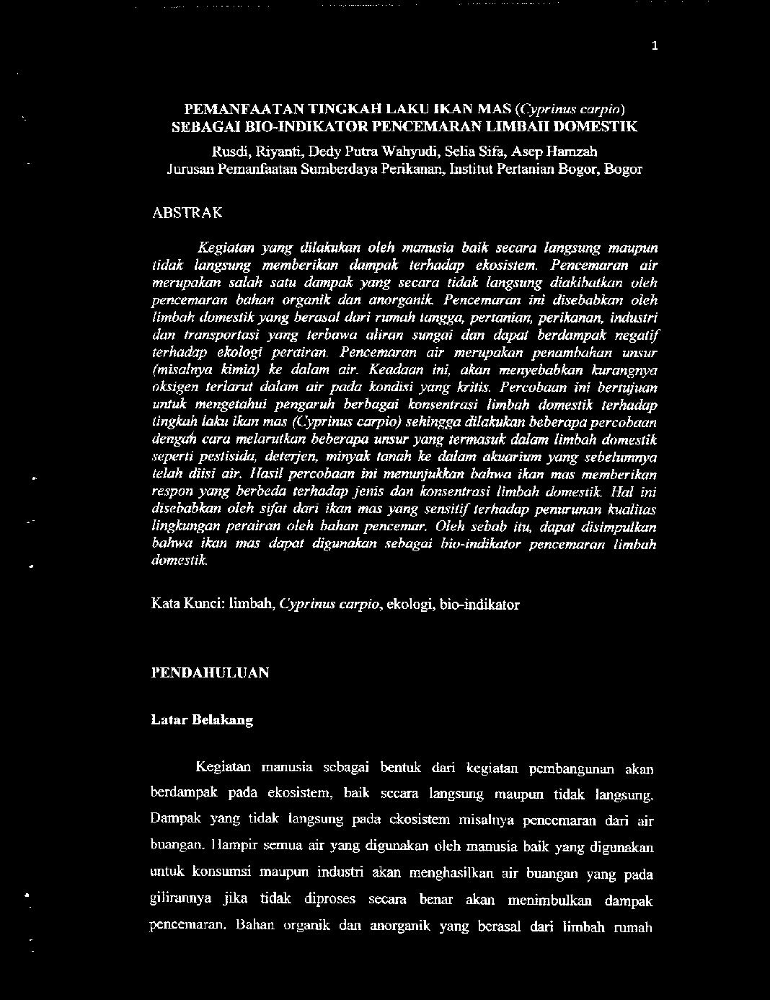 1
PEMANFAATAN TINGKAH LAKU IKAN MAS (Cyprinus carpio)
SEBAGAI BIO-INDIKATOR PENCEMARAN LIMBAH DOMESTIK
Rusdi, Riyanti, Dedy Putra Wahyudi, Selia Sifa, Asep Hamzah
Jurusan Pemanfaatan Sumberdaya Perikanan, Institut Pertanian Bogor, Bogor
ABSTRAK
Kegiatan yang dilakukan oleh manusia baik secara langsung maupun
tidak langsung memberikan dampak terhadap ekosistem. Pencemaran air
merupakan salah satu dampak yang secara tidak langsung diakibatkan oleh
pencemaran bahan organik dan anorganik. Pencemaran ini disebabkan oleh
limbah domestik yang berasal dari rumah tangga, pertanian, perikanan, industri
dan transportasi yang terbawa aliran sungai dan dapat berdampak negatif
terhadap ekologi perairan. Pencemaran air merupakan penambahan unsur
(misalnya kimia) ke dalam air. Keadaan ini, akan menyebabkan kurangnya
oksigen terlarut dalam air pada kondisi yang kritis. Percobaan ini bertujuan
untuk mengetahui pengaruh berbagai konsentrasi limbah domestik terhadap
tingkah laku ikan mas (Cyprinus carpio) sehingga dilakukan beberapa percobaan
dengan cara melarutkan beberapa unsur yang termasuk dalam limbah domestik
seperti pestisida, deterjen, minyak tanah ke dalam akuarium yang sebelumnya
telah diisi air. Hasil percobaan ini menunjukkan bahwa ikan mas memberikan
respon yang berbeda terhadap jenis dan konsentrasi limbah domestik. Hal ini
disebabkan oleh sifat dari ikan mas yang sensitif terhadap penurunan kualitas
lingkungan perairan oleh bahan pencemar. Oleh sebab itu, dapat disimpulkan
bahwa ikan mas dapat digunakan sebagai bio-indikator pencemaran limbah
domestik.
Kata Kunci: limbah, Cyprinus carpio, ekologi, bio-indikator
PENDAHULUAN
Latar Belakang
Kegiatan manusia sebagai bentuk dari kegiatan pembangunan akan
berdampak pada ekosistem, baik secara langsung maupun tidak langsung.
Dampak yang tidak langsung pada ekosistem misalnya pencemaran dari air
buangan. Hampir semua air yang digunakan oleh manusia baik yang digunakan
untuk konsumsi maupun industri akan menghasilkan air buangan yang pada
gilirannya jika tidak diproses secara benar akan menimbulkan dampak
pencemaran. Bahan organik dan anorganik yang berasal dari limbah rumah